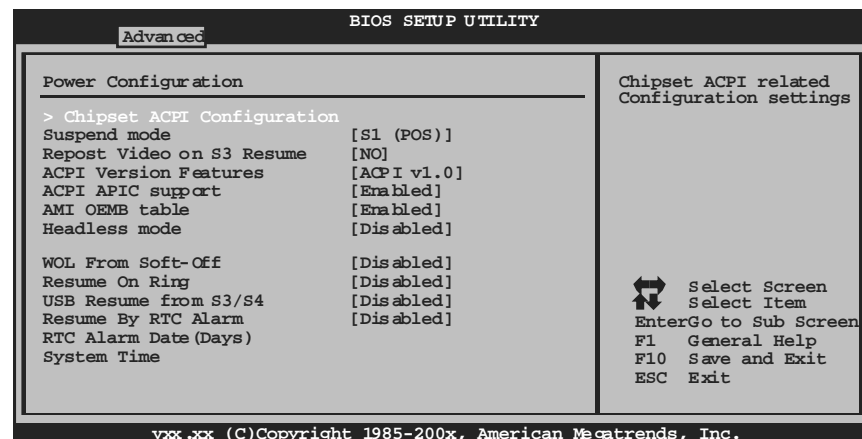 BIOS SETUP UTILITY
Advanced
Power Configuration
> Chipset ACPI Configuration
Suspend mode [S1 (POS)]
Repost Video on S3 Resume [NO]
ACPI Version Features [ACPI v1.0]
ACPI APIC support [Enabled]
AMI OEMB table [Enabled]
Headless mode [Disabled]
WOL From Soft-Off [Disabled]
Resume On Ring [Disabled]
USB Resume from S3/S4 [Disabled]
Resume By RTC Alarm [Disabled]
RTC Alarm Date(Days)
System Time
Chipset ACPI related
Configuration settings
Select Screen
Select Item
EnterGo to Sub Screen
F1 General Help
F10 Save and Exit
ESC Exit
vxx.xx (C)Copyright 1985-200x, American Megatrends, Inc.